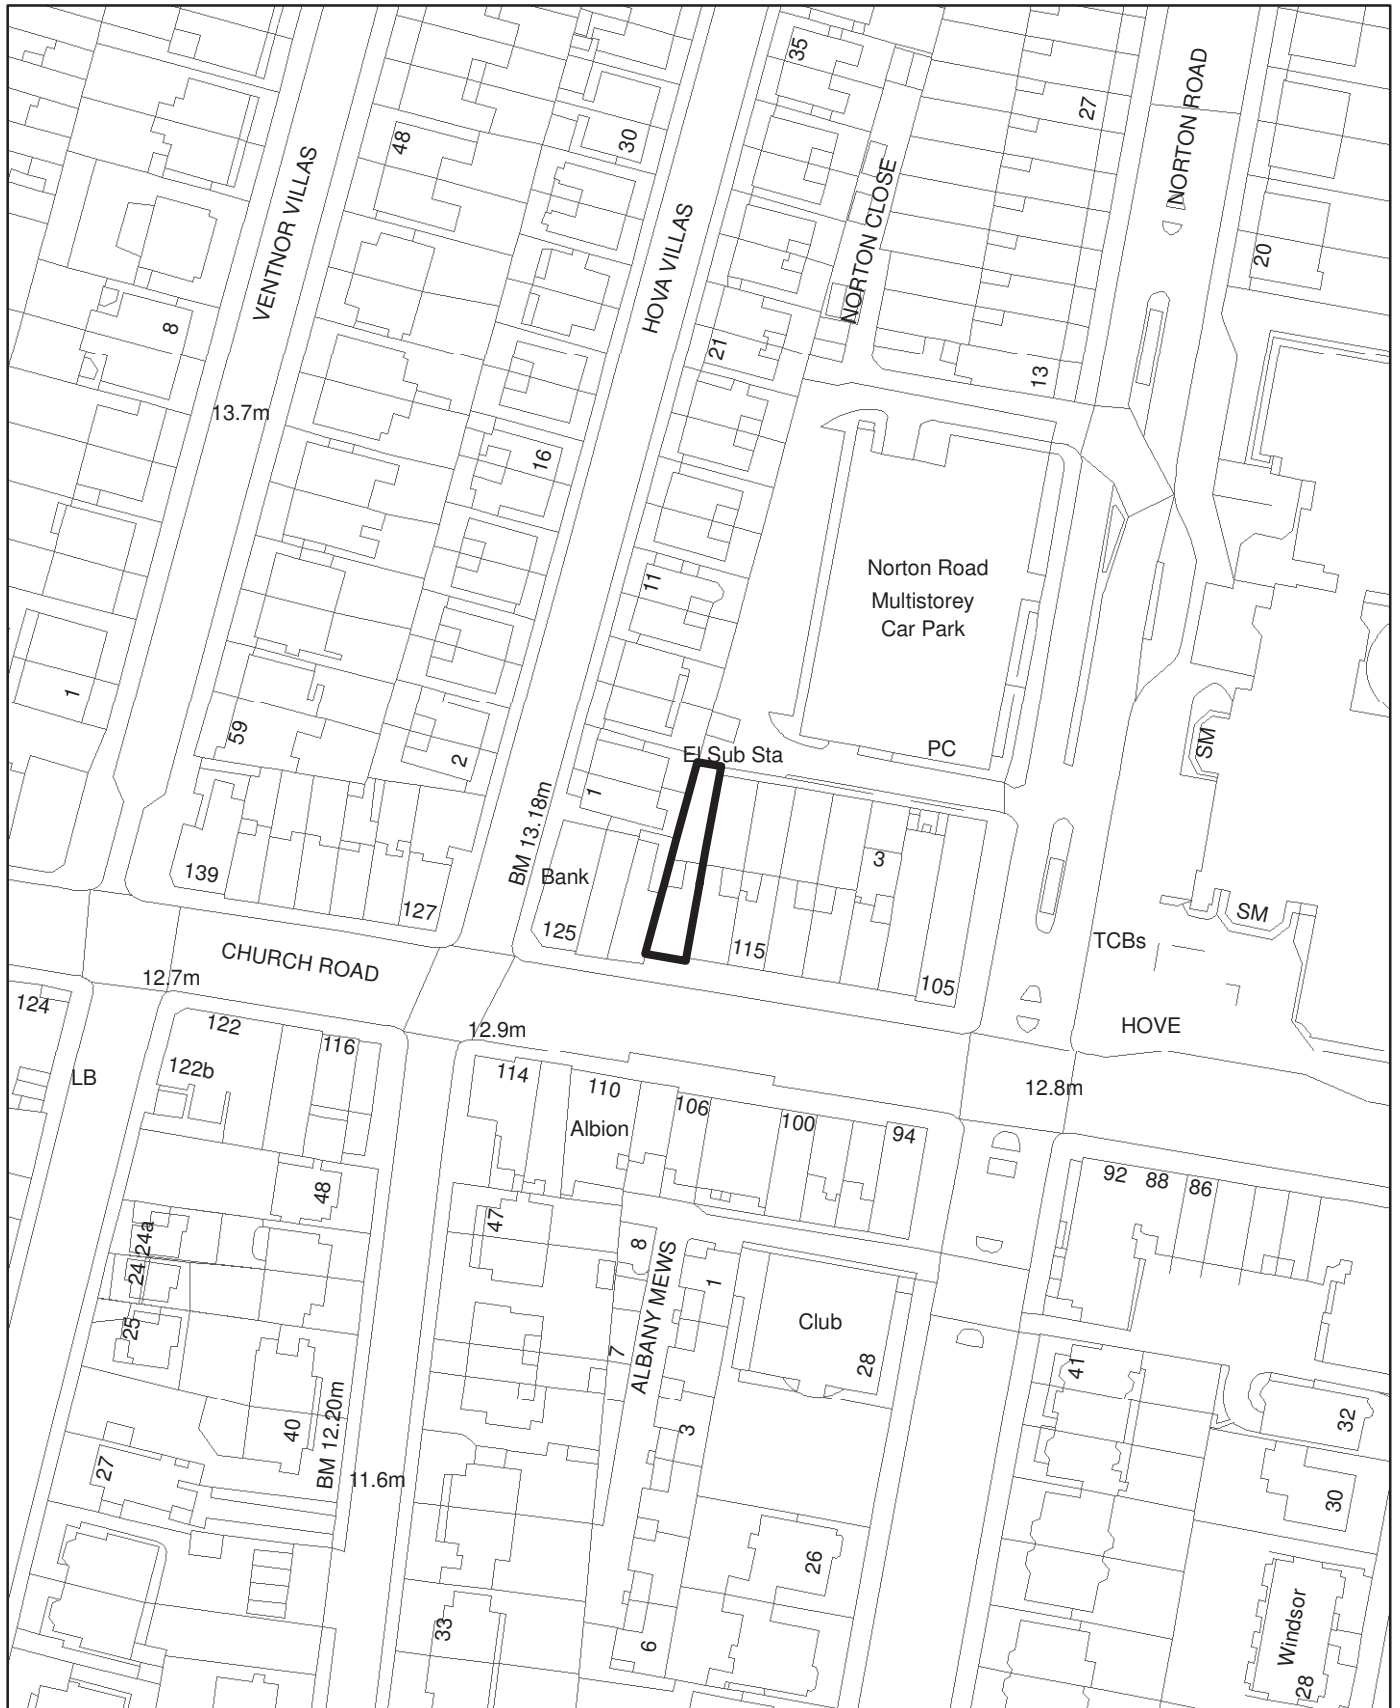 35
NORTON ROAD
27
48
30
VENTNOR VILLAS
HOVA VILLAS
NORTON CLOSE
20
8
21
13
13.7m
16
Norton Road
Multistorey
Car Park
11
1
59
2
PC
SM
El Sub Sta
1
BM 13.18m
3
139
Bank
127
125
115
SM
TCBs
CHURCH ROAD
12.7m
105
124
122
116
12.9m
HOVE
122b
LB
114
110
106
100
94
12.8m
Albion
92
88
86
48
47
24a
8
24
ALBANY MEWS
1
25
Club
7
28
41
40
BM 12.20m
3
32
27
11.6m
30
26
33
6
Windsor
28